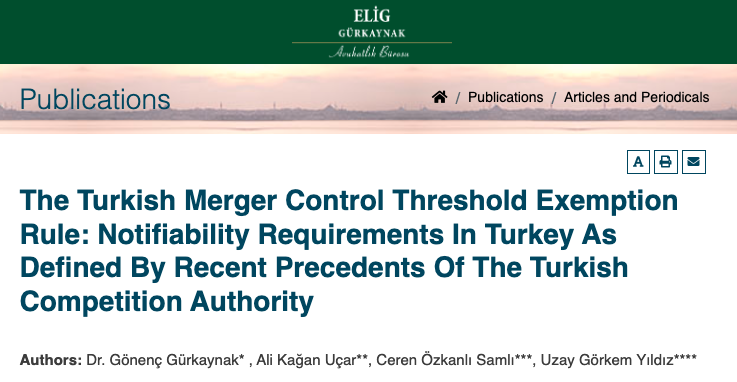 ELİG
GÜRKAYNAK
Avukatlık Bürosu
Publications
/ Publications / Articles and Periodicals
A
The Turkish Merger Control Threshold Exemption
Rule: Notifiability Requirements In Turkey As
Defined By Recent Precedents Of The Turkish
Competition Authority
Authors: Dr. Gönenç Gürkaynak* , Ali Kağan Uçar**, Ceren Özkanlı Samlı***, Uzay Görkem Yıldız****